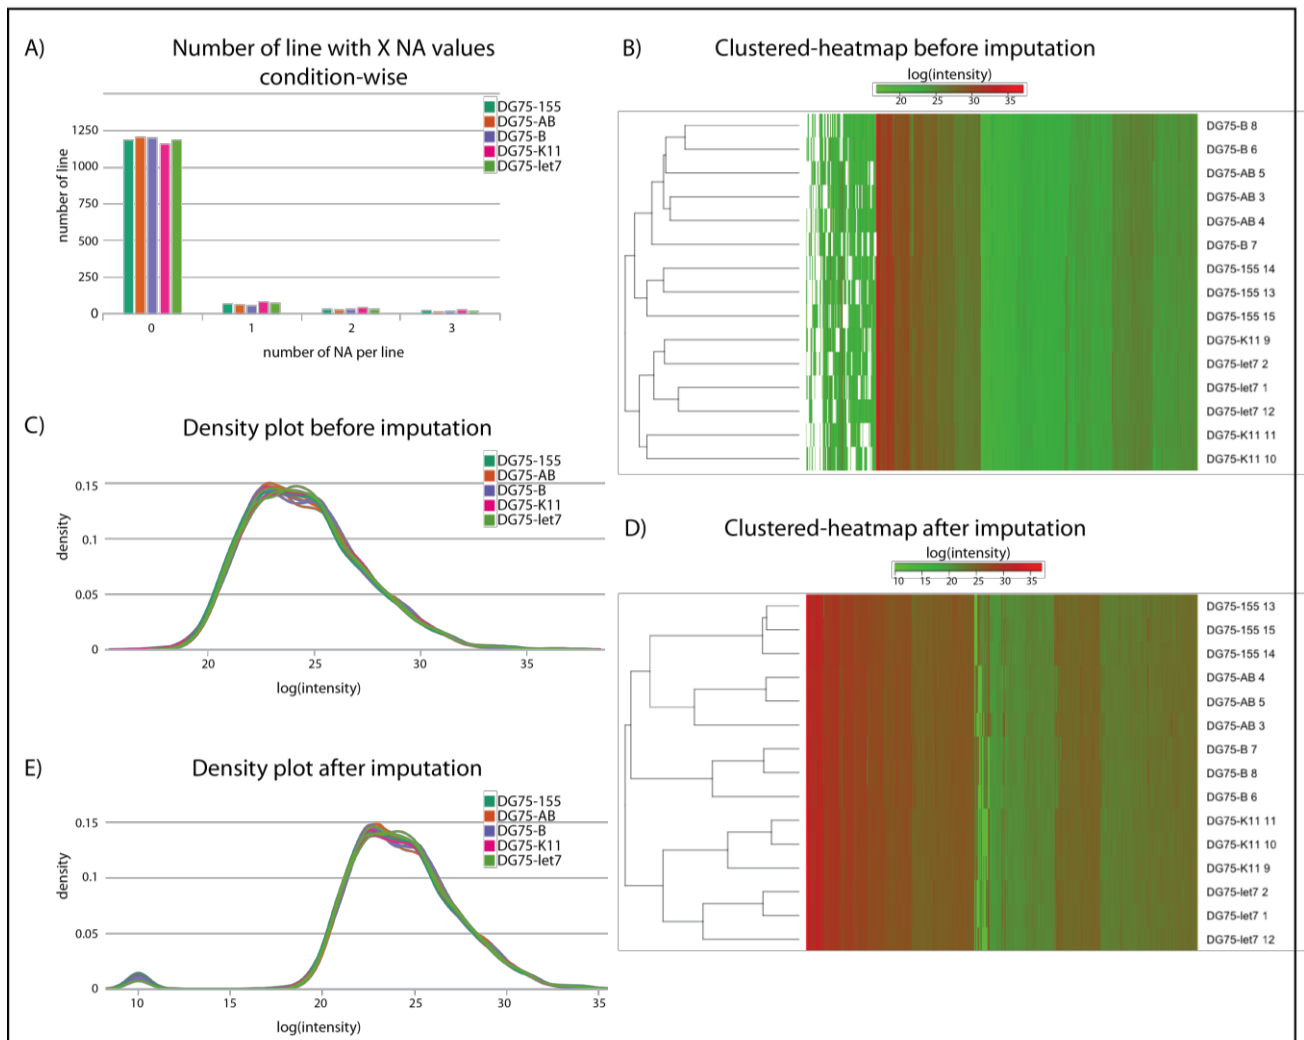 A)
Number of line with X NA values
condition-wise
DG75-155
DG75-AB
DG75-B
DG75-K11
DG75-let7
number of line
1250
1000
750
500
250
0
0 1 2 3
number of NA per line
B)
Clustered-heatmap before imputation
log(intensity)
20 25 30 35
DG75-B 8
DG75-B 6
DG75-AB 5
DG75-AB 3
DG75-AB 4
DG75-B 7
DG75-155 14
DG75-155 13
DG75-155 15
DG75-K11 9
DG75-let7 2
DG75-let7 1
DG75-let7 12
DG75-K11 11
DG75-K11 10
C)
Density plot before imputation
DG75-155
DG75-AB
DG75-B
DG75-K11
DG75-let7
density
0.15
0.1
0.05
0
20 25 30 35
log(intensity)
D)
Clustered-heatmap after imputation
log(intensity)
10 15 20 25 30 35
DG75-155 13
DG75-155 15
DG75-155 14
DG75-AB 4
DG75-AB 5
DG75-AB 3
DG75-B 7
DG75-B 8
DG75-B 6
DG75-K11 11
DG75-K11 10
DG75-K11 9
DG75-let7 2
DG75-let7 1
DG75-let7 12
E)
Density plot after imputation
DG75-155
DG75-AB
DG75-B
DG75-K11
DG75-let7
density
0.15
0.1
0.05
0
10 15 20 25 30 35
log(intensity)